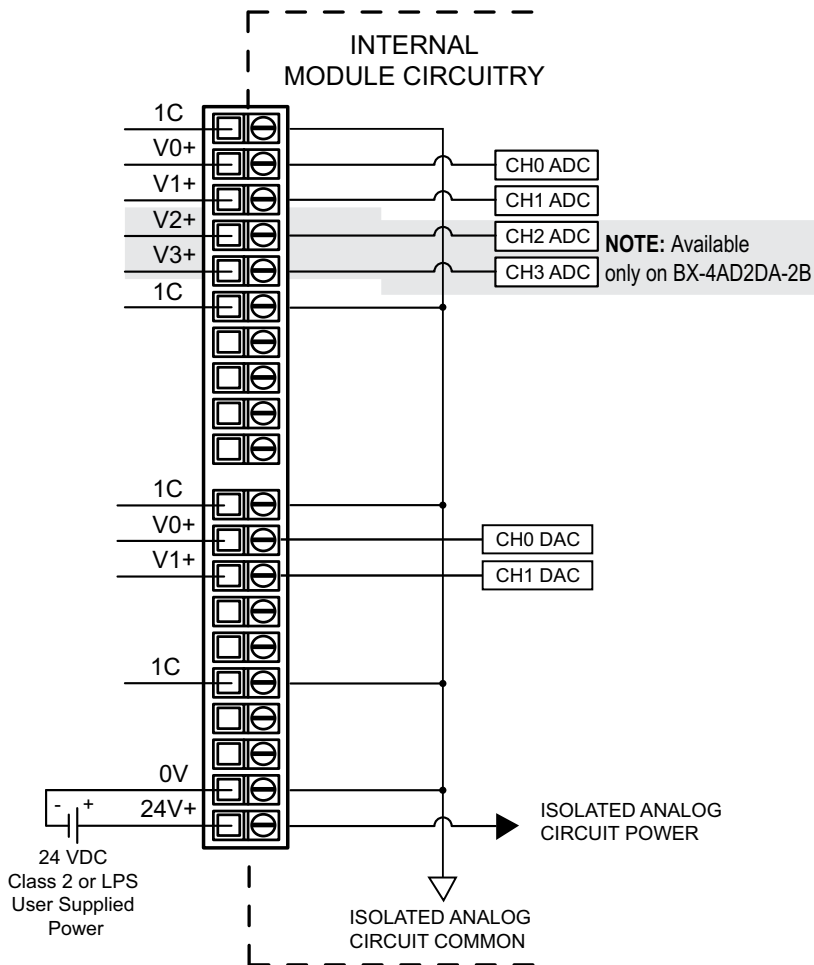 INTERNAL
MODULE CIRCUITRY
1C
V0+
CH0 ADC
V1+
CH1 ADC
V2+
CH2 ADC
NOTE: Available
V3+
CH3 ADC
only on BX-4AD2DA-2B
1C
1C
V0+
CH0 DAC
V1+
CH1 DAC
1C
0V
- +
24V+
ISOLATED ANALOG
CIRCUIT POWER
24 VDC
Class 2 or LPS
User Supplied
Power
ISOLATED ANALOG
CIRCUIT COMMON